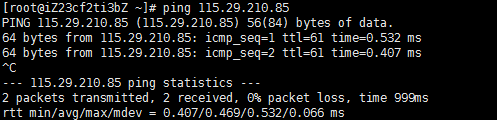 [root@iZ23cf2ti3bZ ~]# ping 115.29.210.85
PING 115.29.210.85 (115.29.210.85) 56(84) bytes of data.
64 bytes from 115.29.210.85: icmp_seq=1 ttl=61 time=0.532 ms
64 bytes from 115.29.210.85: icmp_seq=2 ttl=61 time=0.407 ms
^C
--- 115.29.210.85 ping statistics ---
2 packets transmitted, 2 received, 0% packet loss, time 999ms
rtt min/avg/max/mdev = 0.407/0.469/0.532/0.066 ms